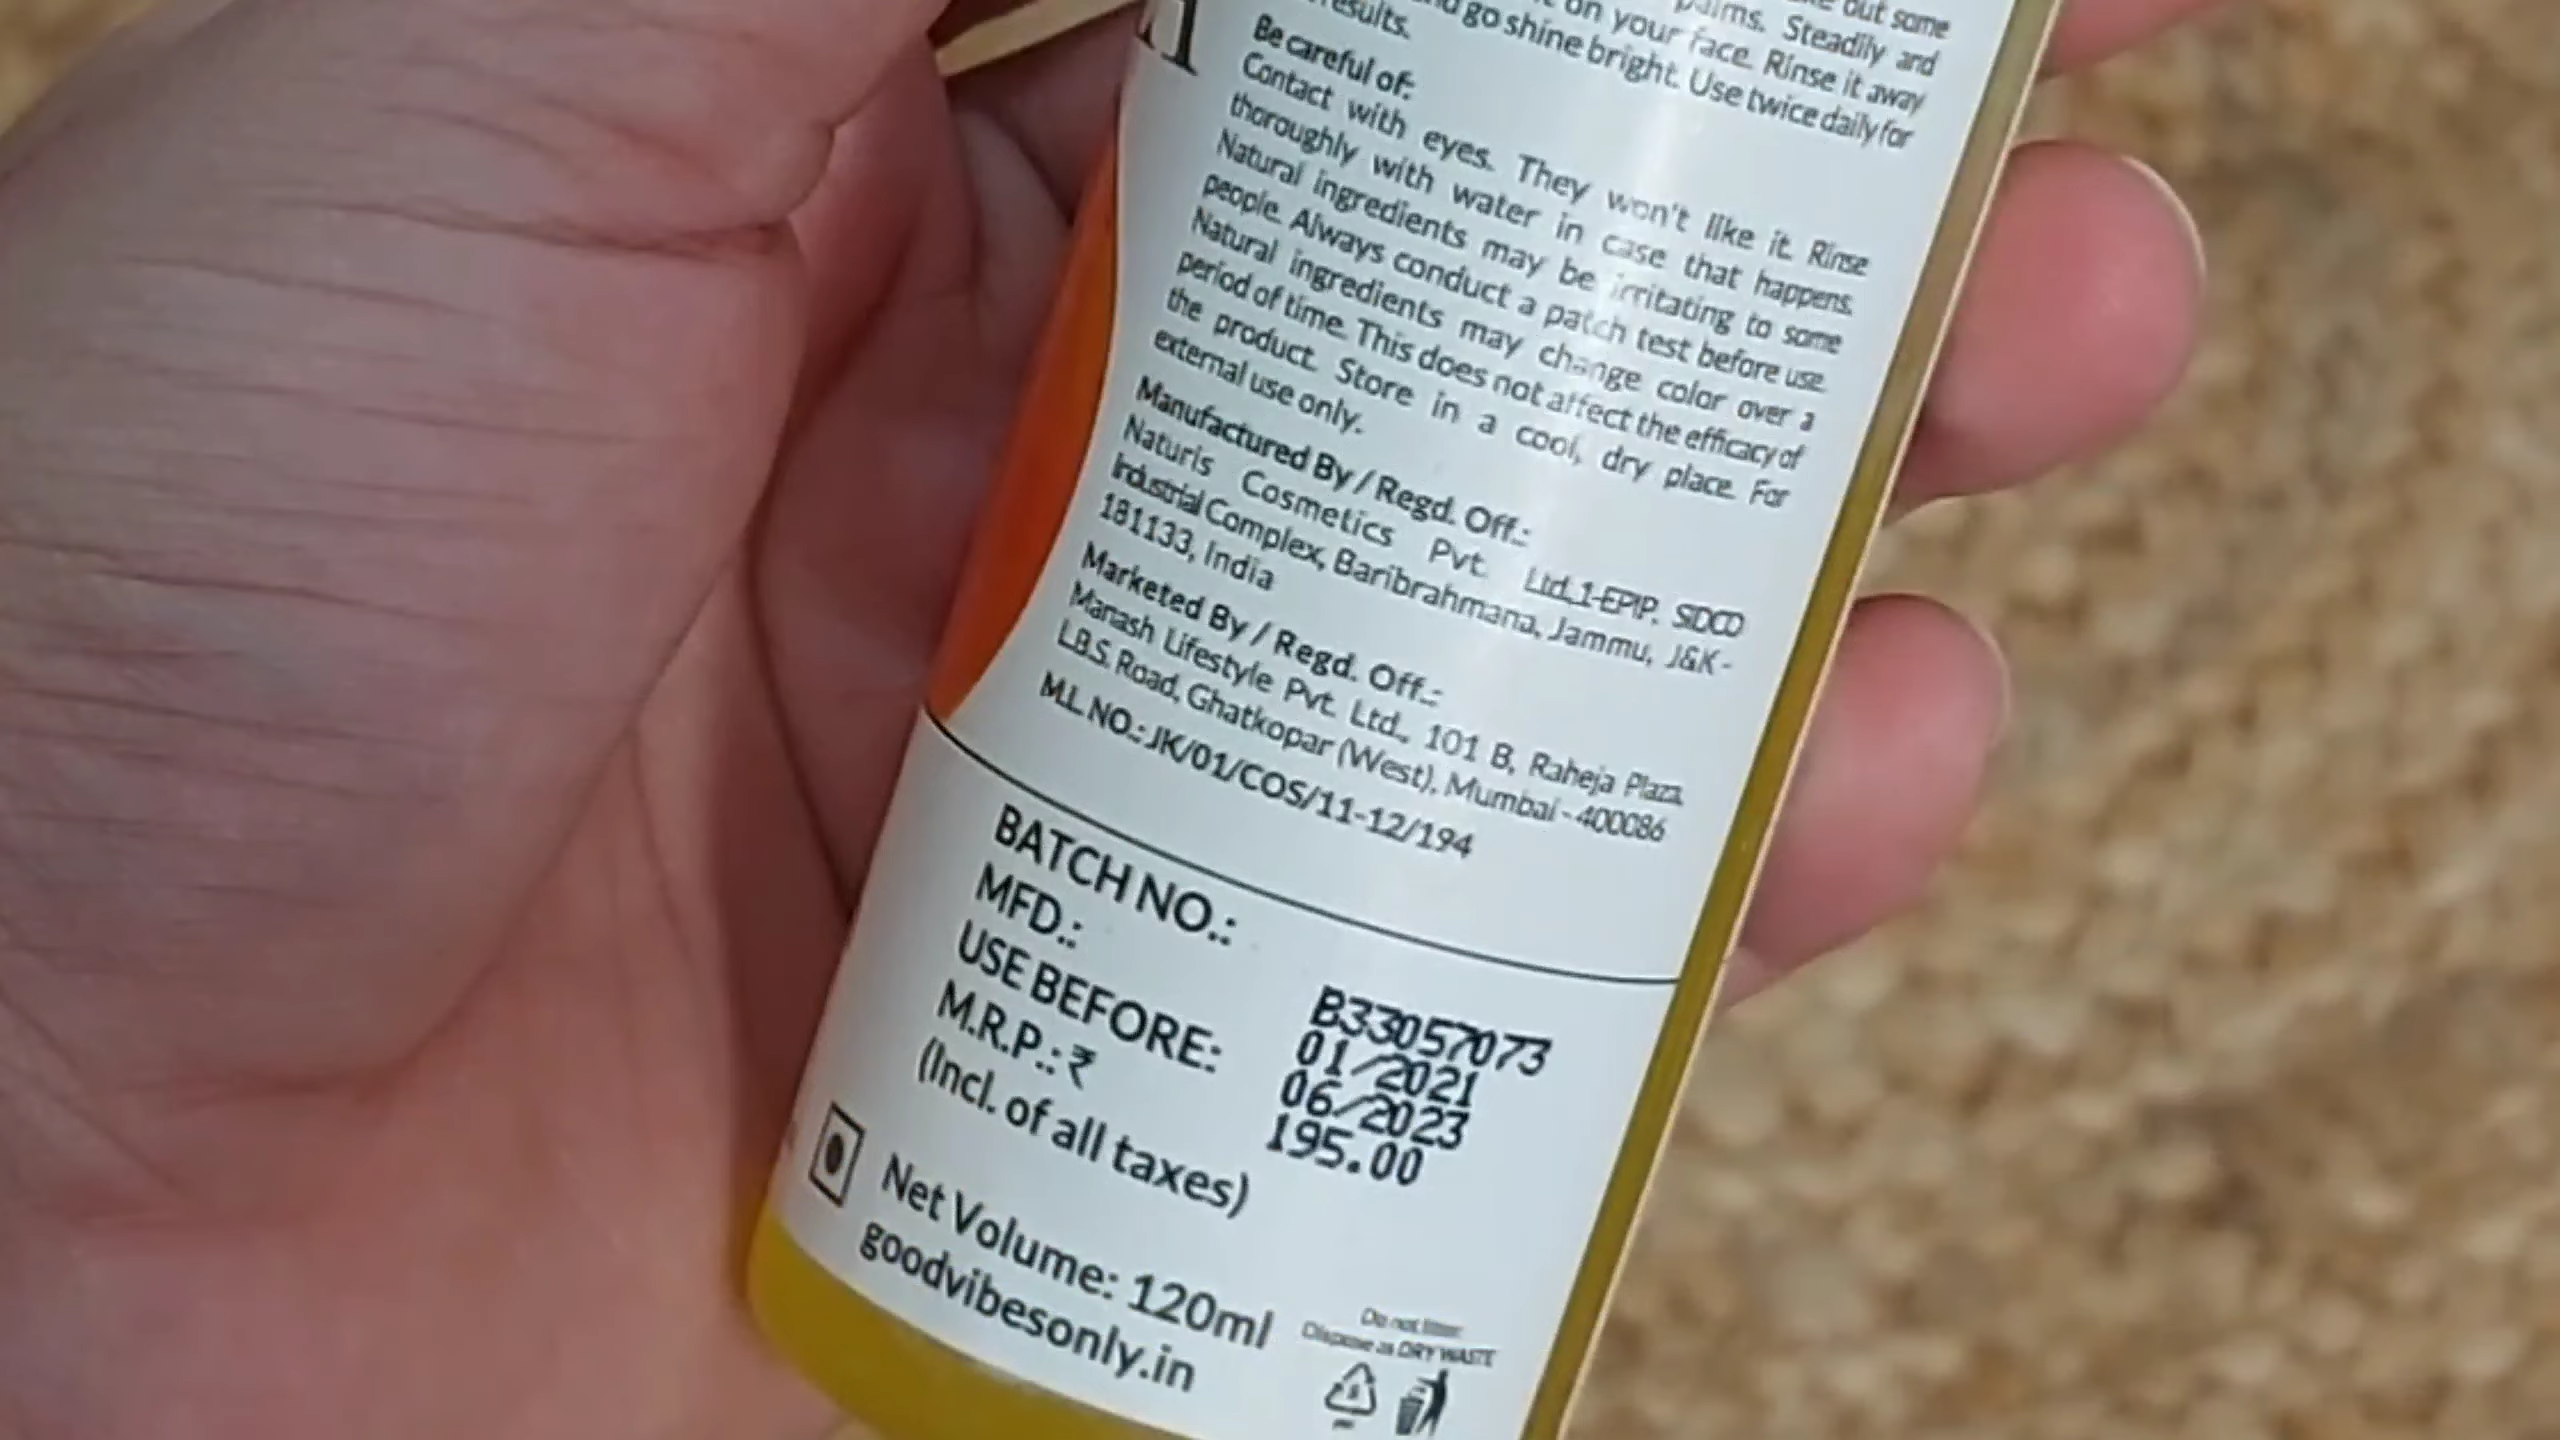 out some
palms. Steadily and
on your face. Rinse it away
go shine bright. Use twice daily for
results.
Be careful of:
Contact with eyes. They won't like it. Rinse
thoroughly with water in case that happens.
Natural ingredients may be irritating to some
people. Always conduct a patch test before use.
Natural ingredients may change color over a
period of time. This does not affect the efficacy of
the product. Store in a cool, dry place. For
external use only.
Manufactured By / Regd. Off.:
Naturis Cosmetics Pvt. Ltd.,1-EPIP, SIDCO
Industrial Complex, Baribrahmana, Jammu, J&K -
181133, India
Marketed By / Regd. Off.:
Manash Lifestyle Pvt. Ltd., 101 B, Raheja Plaza,
L.B.S. Road, Ghatkopar (West), Mumbai - 400086
M.L. NO.: JK/01/COS/11-12/194
BATCH NO.: B33057073
MFD.: 01/2021
USE BEFORE: 06/2023
M.R.P.: ₹ 195.00
(Incl. of all taxes)
Net Volume: 120ml
goodvibesonly.in
Do not litter
Dispose as DRY WASTE